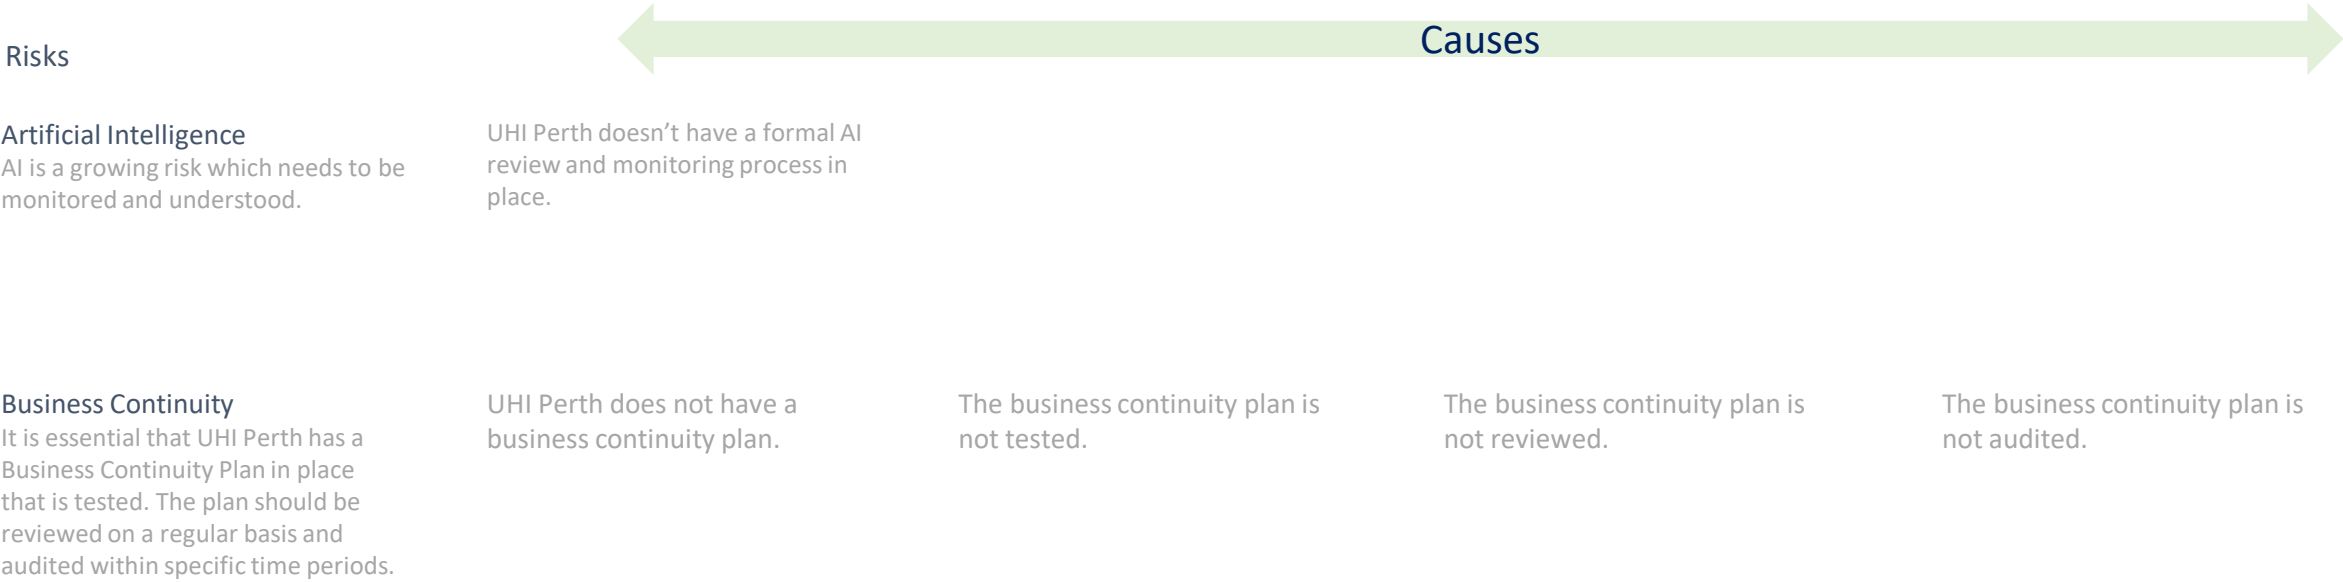 Risks
Causes
Artificial Intelligence
AI is a growing risk which needs to be
monitored and understood.
UHI Perth doesn’t have a formal AI
review and monitoring process in
place.
Business Continuity
It is essential that UHI Perth has a
Business Continuity Plan in place
that is tested. The plan should be
reviewed on a regular basis and
audited within specific time periods.
UHI Perth does not have a
business continuity plan.
The business continuity plan is
not tested.
The business continuity plan is
not reviewed.
The business continuity plan is
not audited.